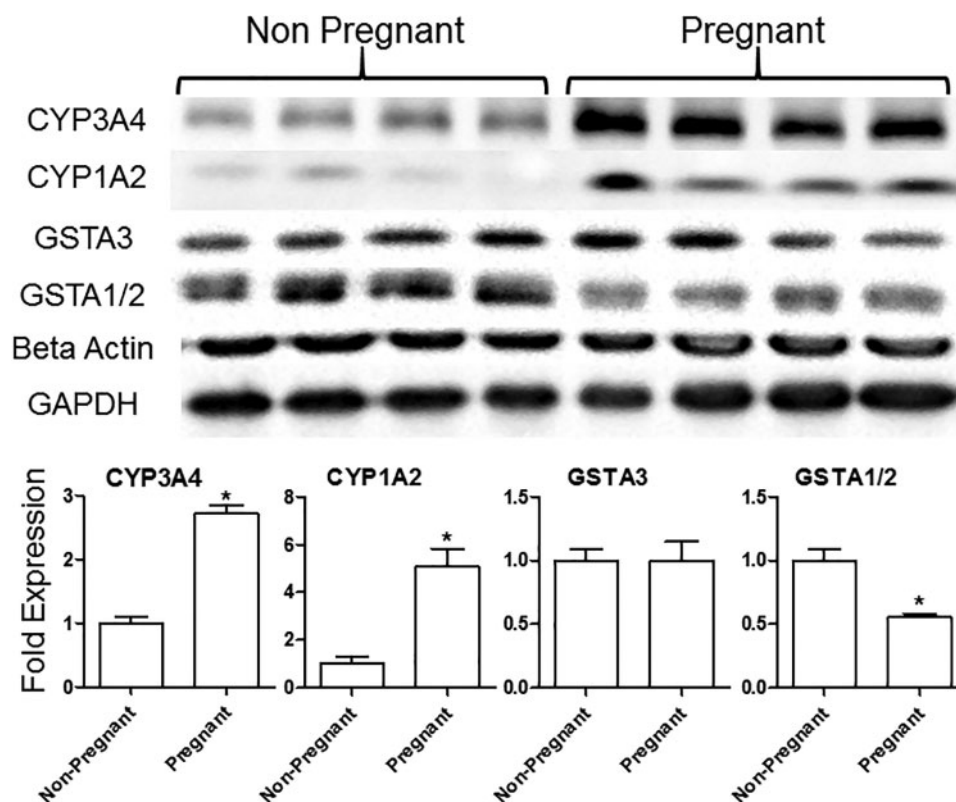 Non Pregnant Pregnant
CYP3A4
CYP1A2
GSTA3
GSTA1/2
Beta Actin
GAPDH
CYP3A4 CYP1A2 GSTA3 GSTA1/2
Fold Expression
3
2
1
0
*
Non-Pregnant
Pregnant
8
6
4
2
0
*
Non-Pregnant
Pregnant
1.5
1.0
0.5
0.0
Non-Pregnant
Pregnant
1.5
1.0
0.5
0.0
*
Non-Pregnant
Pregnant